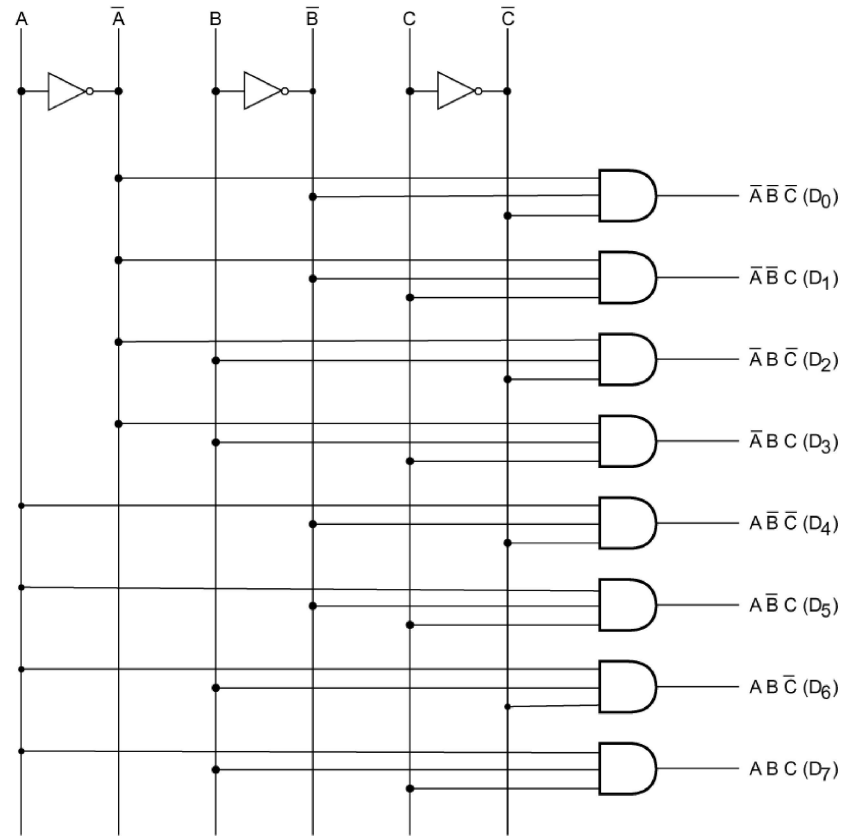 A A̅ B B̅ C C̅
A̅ B̅ C̅ (D₀)
A̅ B̅ C (D₁)
A̅ B C̅ (D₂)
A̅ B C (D₃)
A B̅ C̅ (D₄)
A B̅ C (D₅)
A B C̅ (D₆)
A B C (D₇)